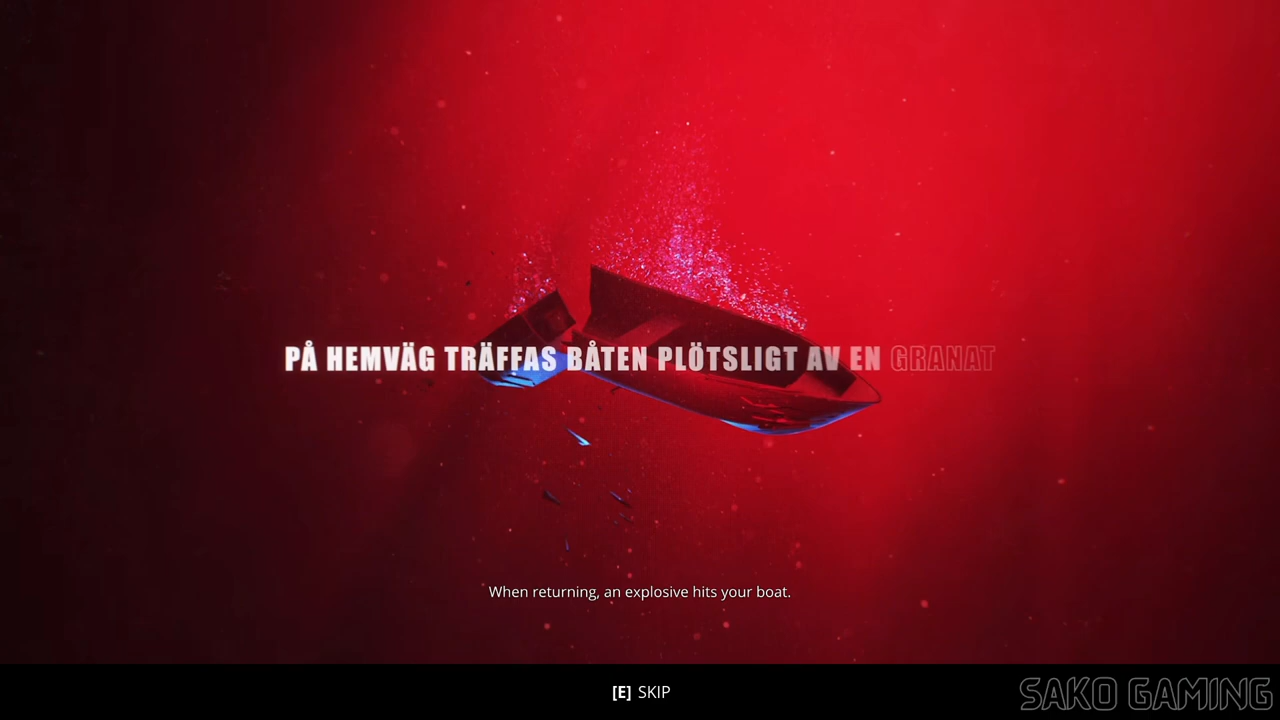 PÅ HEMVÄG TRÄFFAS BÅTEN PLÖTSLIGT AV EN GRANAT
When returning, an explosive hits your boat.
[E] SKIP
SAKO GAMING